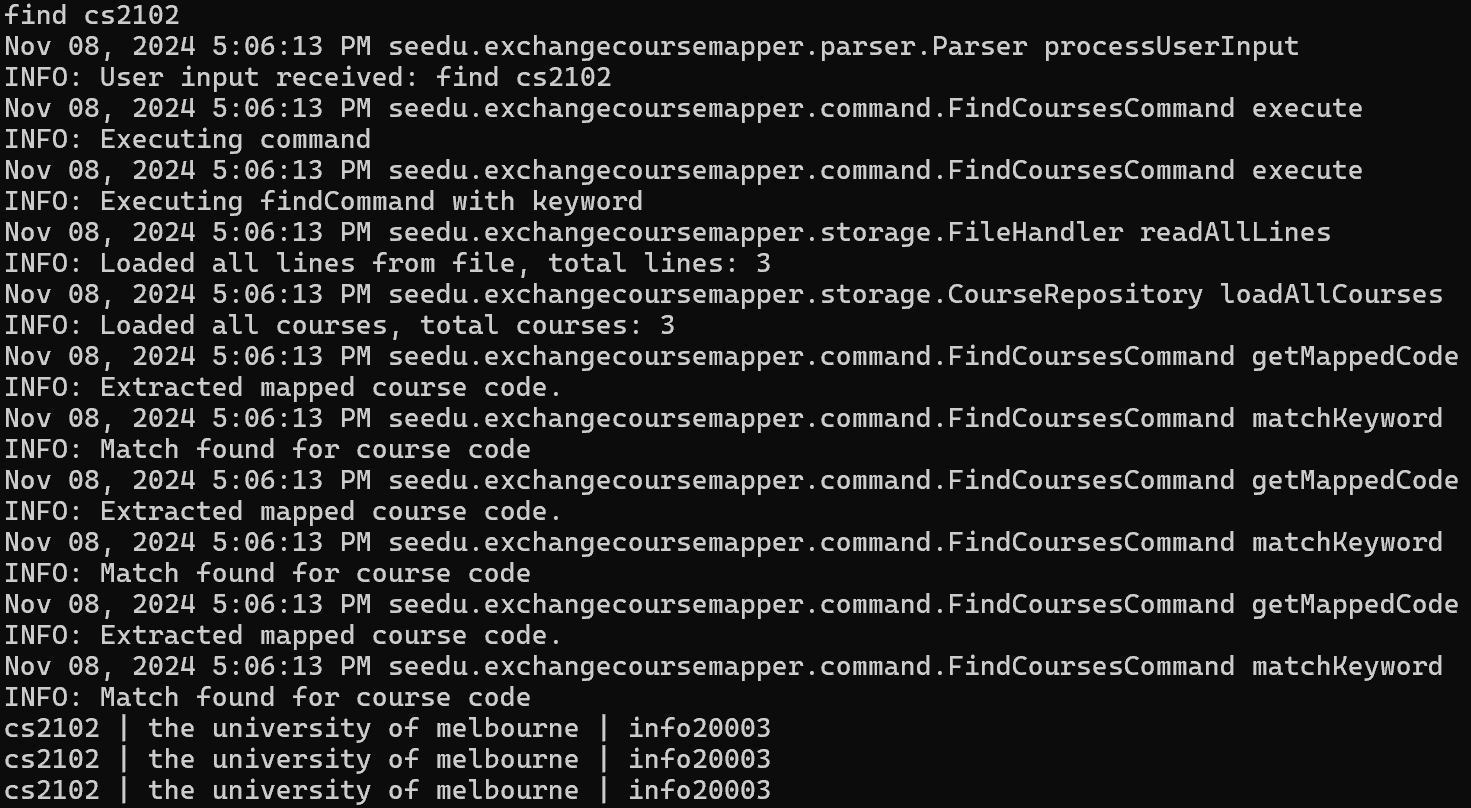 find cs2102
Nov 08, 2024 5:06:13 PM seedu.exchangecoursemapper.parser.Parser processUserInput
INFO: User input received: find cs2102
Nov 08, 2024 5:06:13 PM seedu.exchangecoursemapper.command.FindCoursesCommand execute
INFO: Executing command
Nov 08, 2024 5:06:13 PM seedu.exchangecoursemapper.command.FindCoursesCommand execute
INFO: Executing findCommand with keyword
Nov 08, 2024 5:06:13 PM seedu.exchangecoursemapper.storage.FileHandler readAllLines
INFO: Loaded all lines from file, total lines: 3
Nov 08, 2024 5:06:13 PM seedu.exchangecoursemapper.storage.CourseRepository loadAllCourses
INFO: Loaded all courses, total courses: 3
Nov 08, 2024 5:06:13 PM seedu.exchangecoursemapper.command.FindCoursesCommand getMappedCode
INFO: Extracted mapped course code.
Nov 08, 2024 5:06:13 PM seedu.exchangecoursemapper.command.FindCoursesCommand matchKeyword
INFO: Match found for course code
Nov 08, 2024 5:06:13 PM seedu.exchangecoursemapper.command.FindCoursesCommand getMappedCode
INFO: Extracted mapped course code.
Nov 08, 2024 5:06:13 PM seedu.exchangecoursemapper.command.FindCoursesCommand matchKeyword
INFO: Match found for course code
Nov 08, 2024 5:06:13 PM seedu.exchangecoursemapper.command.FindCoursesCommand getMappedCode
INFO: Extracted mapped course code.
Nov 08, 2024 5:06:13 PM seedu.exchangecoursemapper.command.FindCoursesCommand matchKeyword
INFO: Match found for course code
cs2102 | the university of melbourne | info20003
cs2102 | the university of melbourne | info20003
cs2102 | the university of melbourne | info20003